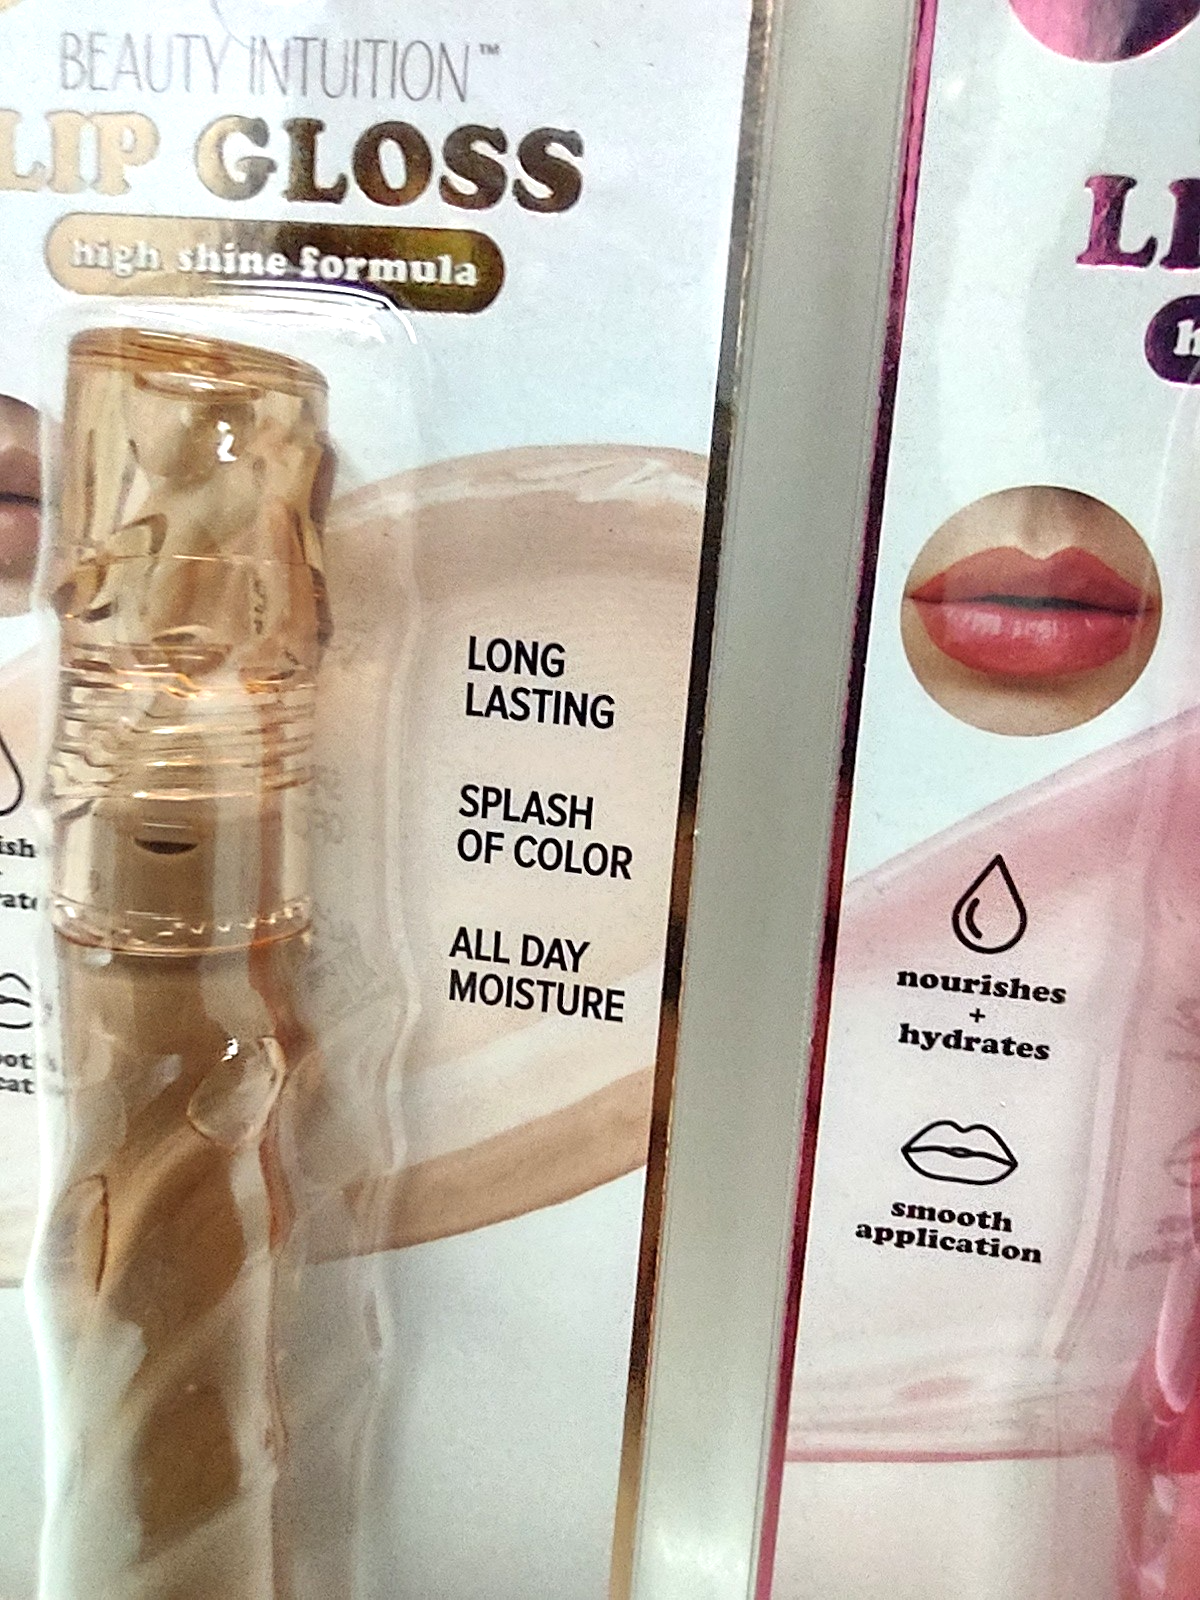 BEAUTY INTUITION™
LIP GLOSS
high shine formula
LONG
LASTING
SPLASH
OF COLOR
ALL DAY
MOISTURE
nourishes
+
hydrates
smooth
application